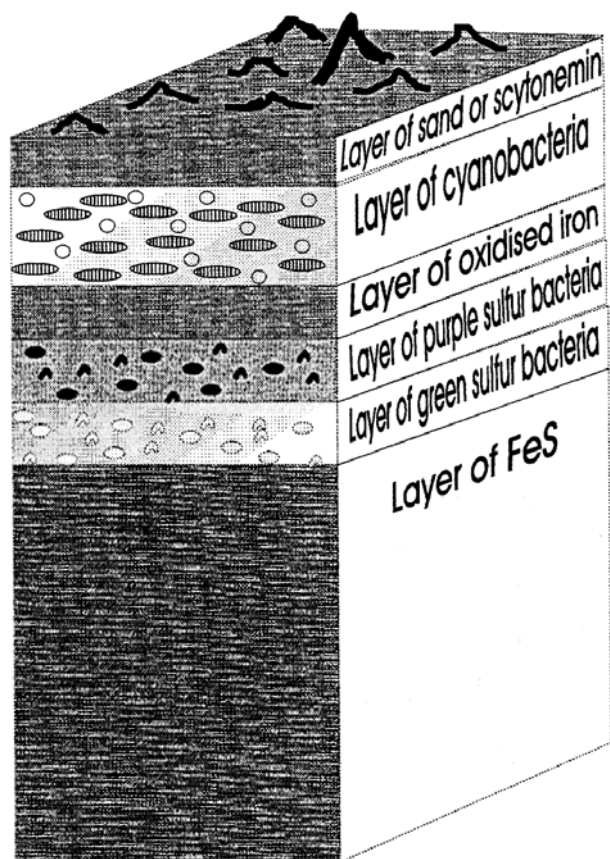 Layer of sand or scytonemin
Layer of cyanobacteria
Layer of oxidised iron
Layer of purple sulfur bacteria
Layer of green sulfur bacteria
Layer of FeS